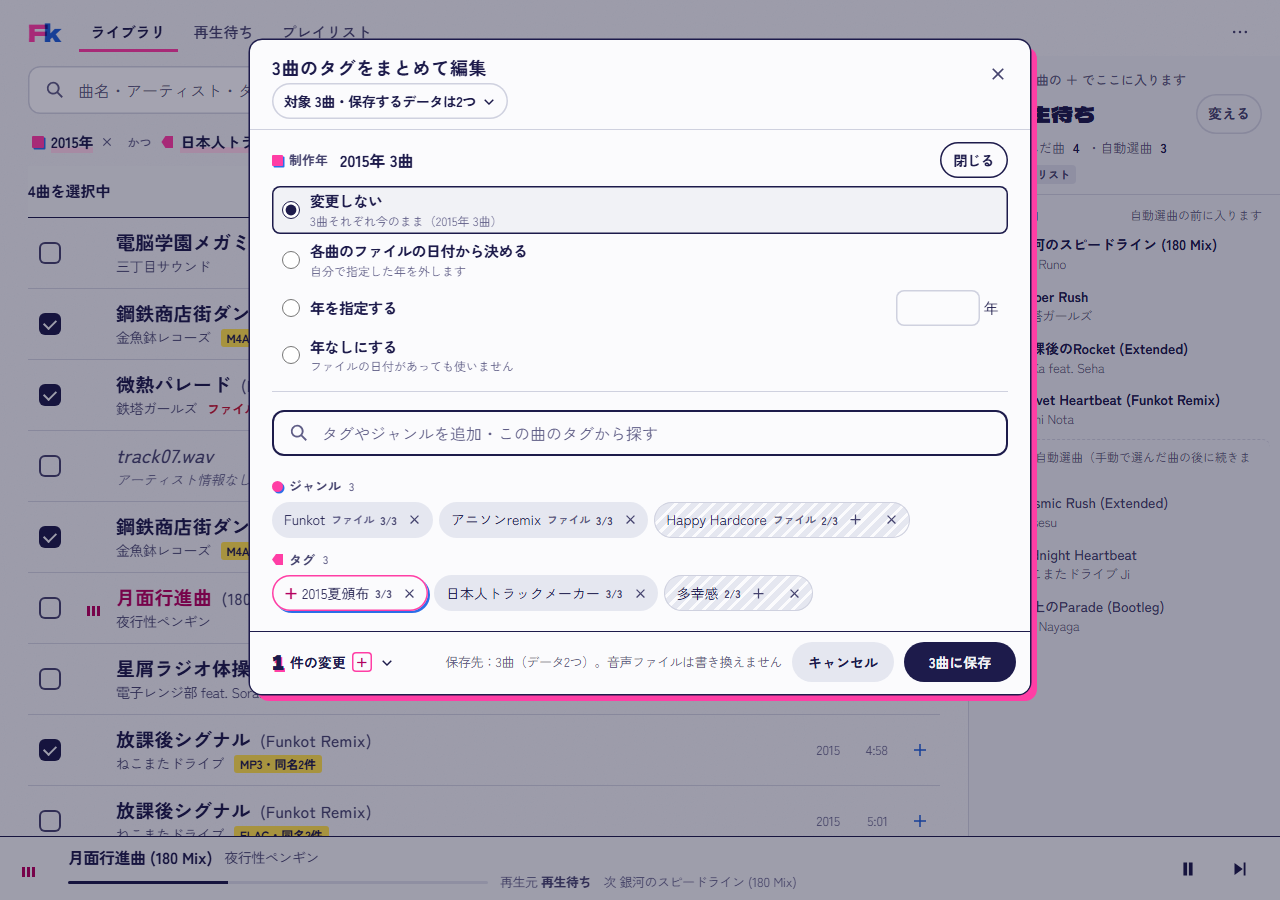 Fk ライブラリ 再生待ち プレイリスト
曲名・アーティスト・タ
2015年 × かつ 日本人トラ
4曲を選択中
電脳学園メガミ
三丁目サウンド
鋼鉄商店街ダン
金魚鉢レコーズ M4A
微熱パレード
鉄塔ガールズ ファイル
track07.wav
アーティスト情報なし
鋼鉄商店街ダン
金魚鉢レコーズ M4A
月面行進曲 (180
夜行性ペンギン
星屑ラジオ体操
電子レンジ部 feat. Sora
放課後シグナル (Funkot Remix)
ねこまたドライブ MP3・同名2件
2015 4:58 +
放課後シグナル (Funkot Remix)
ねこまたドライブ FLAC・同名2件
2015 5:01 +
3曲のタグをまとめて編集
対象 3曲・保存するデータは2つ
制作年 2015年 3曲
閉じる
変更しない
3曲それぞれ今のまま（2015年 3曲）
各曲のファイルの日付から決める
自分で指定した年を外します
年を指定する
年
年なしにする
ファイルの日付があっても使いません
タグやジャンルを追加・この曲のタグから探す
ジャンル 3
Funkot ファイル 3/3 × アニソンremix ファイル 3/3 × Happy Hardcore ファイル 2/3 + ×
タグ 3
+ 2015夏頒布 3/3 × 日本人トラックメーカー 3/3 × 多幸感 2/3 + ×
1 件の変更 +
保存先：3曲（データ2つ）。音声ファイルは書き換えません
キャンセル
3曲に保存
曲の + でここに入ります
生待ち
変える
だ曲 4 ・自動選曲 3
リスト
自動選曲の前に入ります
河のスピードライン (180 Mix)
Runo
per Rush
塔ガールズ
課後のRocket (Extended)
a feat. Seha
vet Heartbeat (Funkot Remix)
ni Nota
自動選曲（手動で選んだ曲の後に続きま
smic Rush (Extended)
sesu
Inight Heartbeat
こまたドライブ Ji
上のParade (Bootleg)
Nayaga
月面行進曲 (180 Mix) 夜行性ペンギン
再生元 再生待ち 次 銀河のスピードライン (180 Mix)